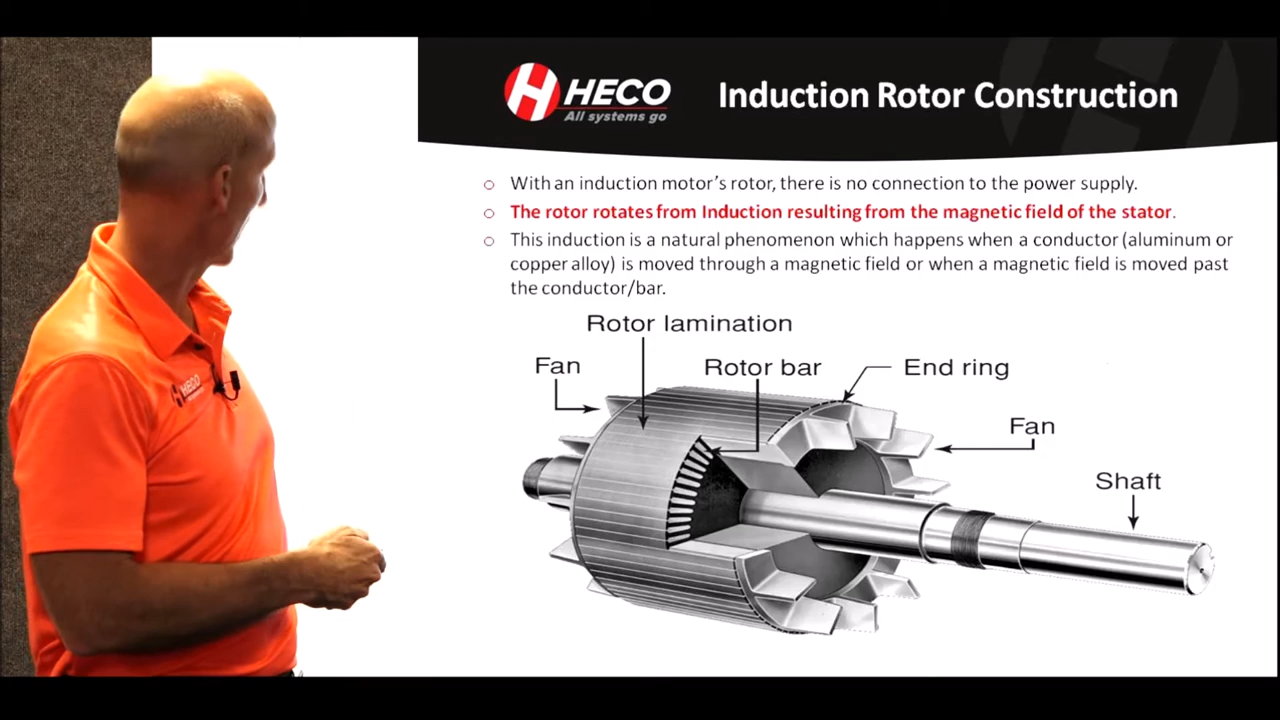 HECO
All systems go
Induction Rotor Construction
With an induction motor's rotor, there is no connection to the power supply.
The rotor rotates from Induction resulting from the magnetic field of the stator.
This induction is a natural phenomenon which happens when a conductor (aluminum or
copper alloy) is moved through a magnetic field or when a magnetic field is moved past
the conductor/bar.
Rotor lamination
Fan
Rotor bar
End ring
Fan
Shaft
HECO